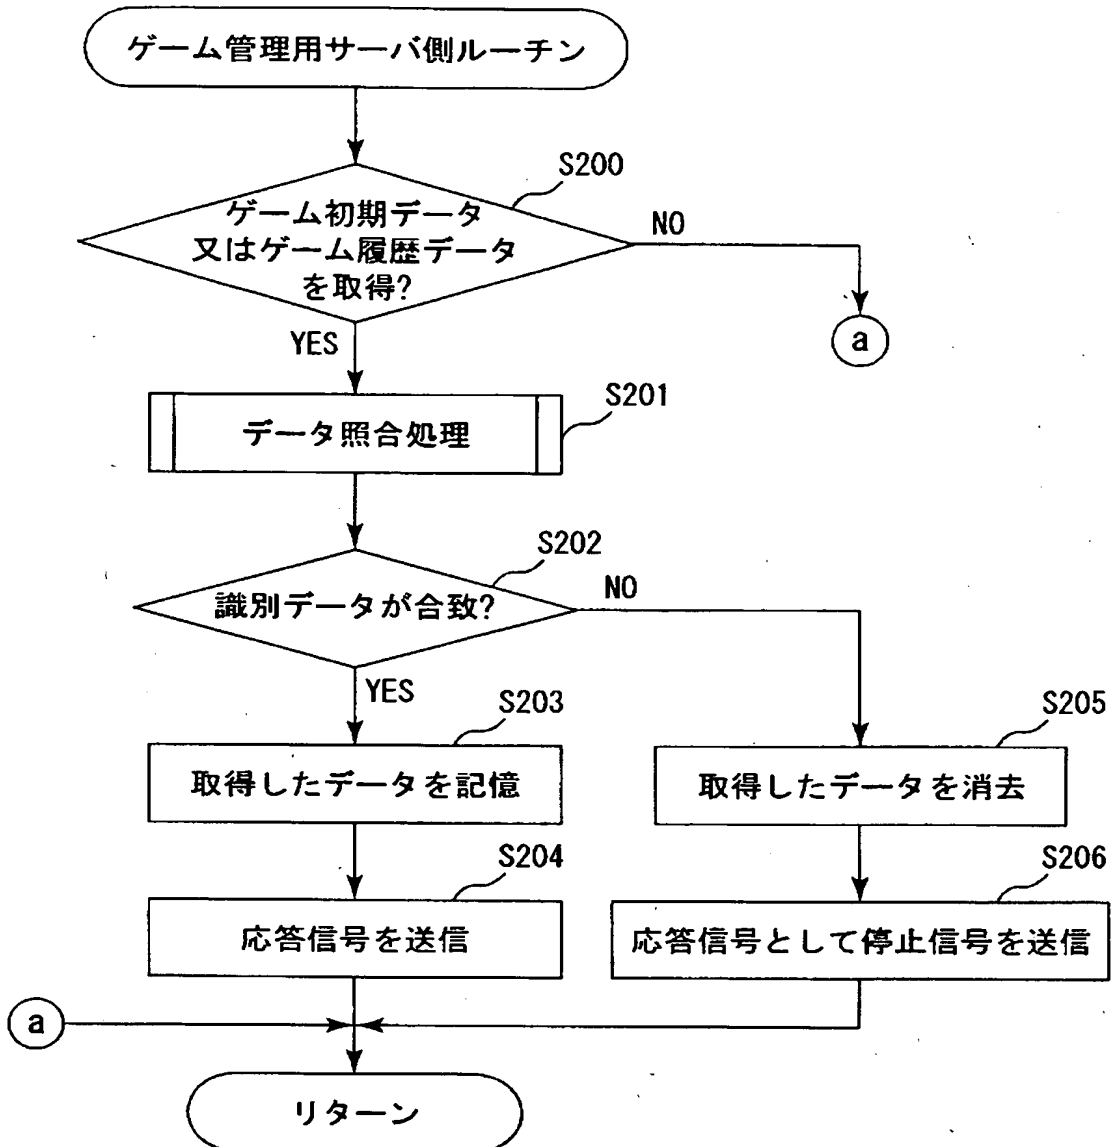 ゲーム管理用サーバ側ルーチン
S200
ゲーム初期データ
又はゲーム履歴データ
を取得?
NO
a
YES
S201
データ照合処理
S202
識別データが合致?
NO
YES
S203
取得したデータを記憶
S205
取得したデータを消去
S204
応答信号を送信
S206
応答信号として停止信号を送信
a
リターン